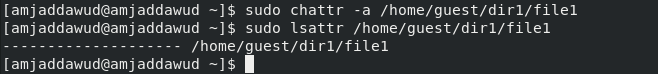 [amjaddawud@amjaddawud ~]$ sudo chattr -a /home/guest/dir1/file1
[amjaddawud@amjaddawud ~]$ sudo lsattr /home/guest/dir1/file1
-------------------- /home/guest/dir1/file1
[amjaddawud@amjaddawud ~]$